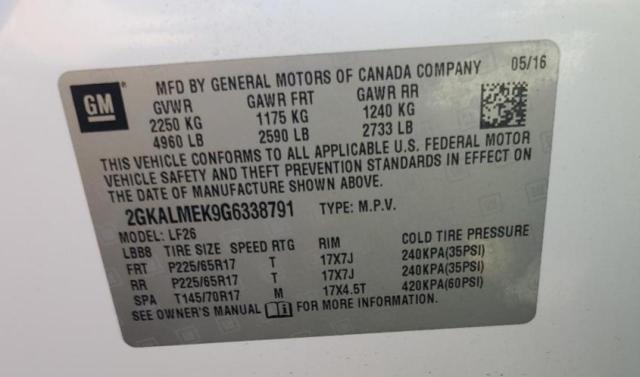 GM
MFD BY GENERAL MOTORS OF CANADA COMPANY 05/16
GVWR GAWR FRT GAWR RR
2250 KG 1175 KG 1240 KG
4960 LB 2590 LB 2733 LB
THIS VEHICLE CONFORMS TO ALL APPLICABLE U.S. FEDERAL MOTOR
VEHICLE SAFETY AND THEFT PREVENTION STANDARDS IN EFFECT ON
DATE OF MANUFACTURE SHOWN ABOVE.
2GKALMEK9G6338791 TYPE: M.P.V.
MODEL: LF26
LBB8 TIRE SIZE SPEED RTG RIM COLD TIRE PRESSURE
FRT P225/65R17 T 17X7J 240KPA(35PSI)
RR P225/65R17 T 17X7J 240KPA(35PSI)
SPA T145/70R17 M 17X4.5T 420KPA(60PSI)
SEE OWNER'S MANUAL FOR MORE INFORMATION.